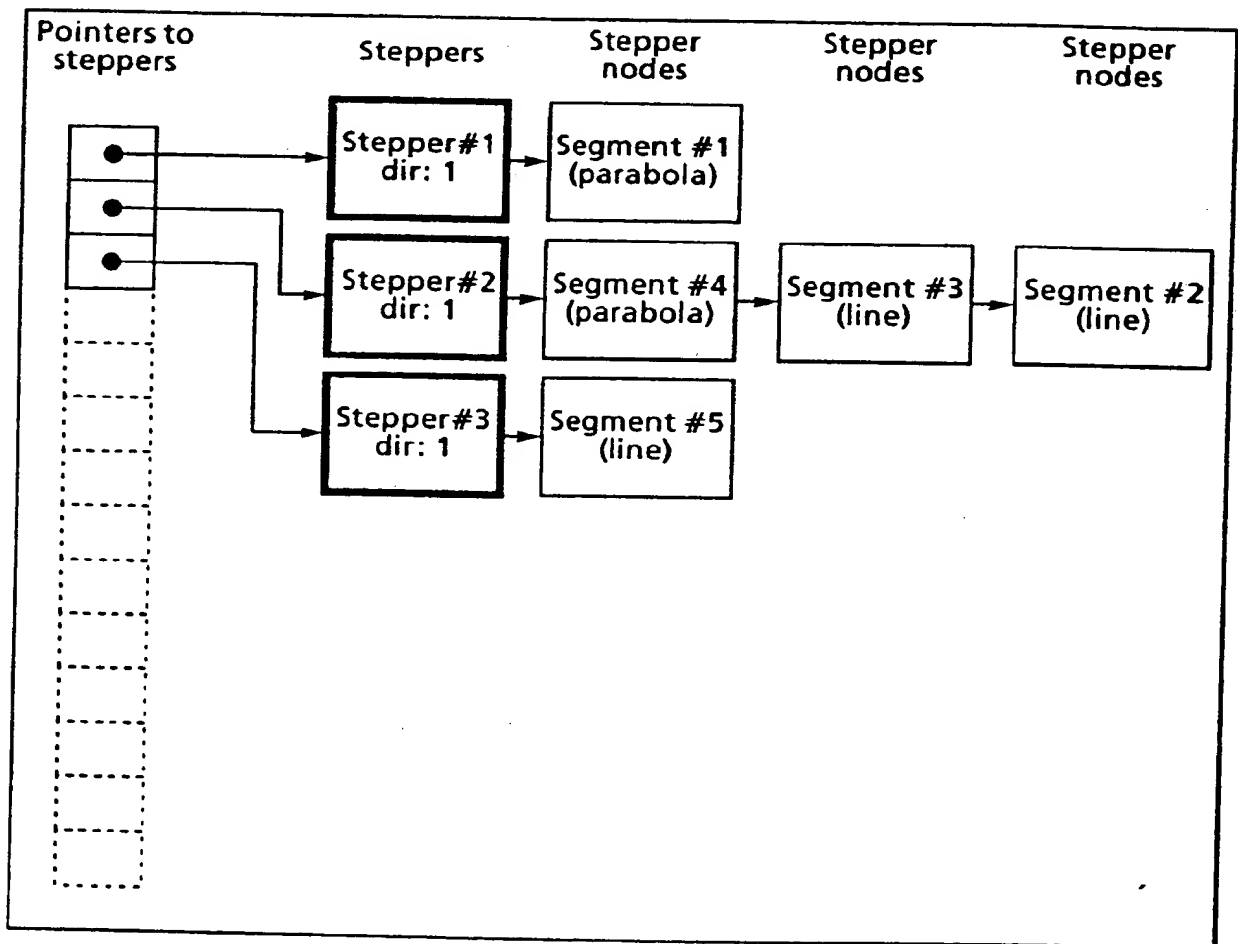 Pointers to
steppers
Steppers
Stepper
nodes
Stepper
nodes
Stepper
nodes
Stepper#1
dir: 1
Segment #1
(parabola)
Stepper#2
dir: 1
Segment #4
(parabola)
Segment #3
(line)
Segment #2
(line)
Stepper#3
dir: 1
Segment #5
(line)